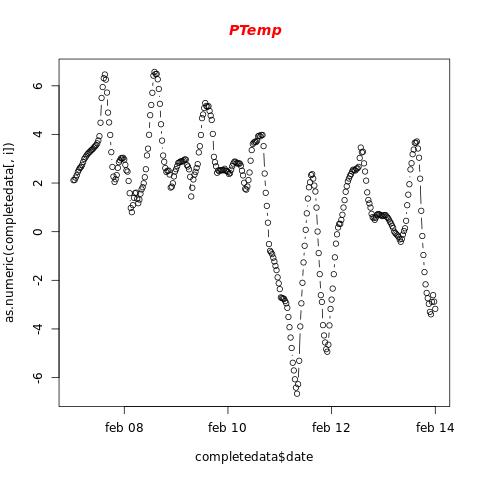 PTemp
as.numeric(completedata[, i])
6
4
2
0
-2
-4
-6
feb 08
feb 10
feb 12
feb 14
completedata$date